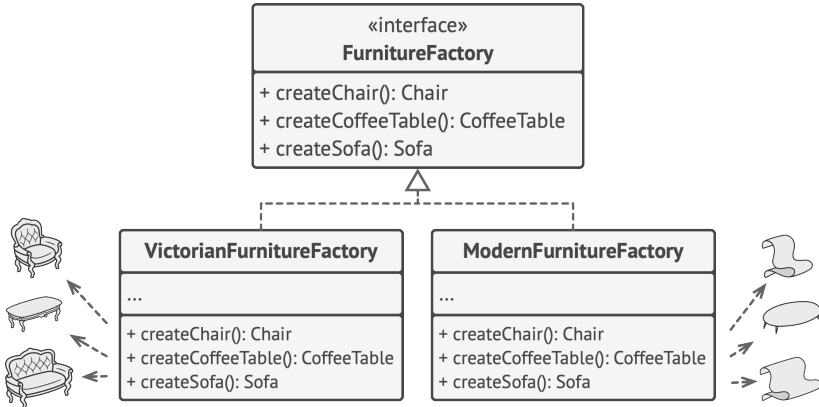 «interface»
FurnitureFactory
+ createChair(): Chair
+ createCoffeeTable(): CoffeeTable
+ createSofa(): Sofa
VictorianFurnitureFactory
...
+ createChair(): Chair
+ createCoffeeTable(): CoffeeTable
+ createSofa(): Sofa
ModernFurnitureFactory
...
+ createChair(): Chair
+ createCoffeeTable(): CoffeeTable
+ createSofa(): Sofa